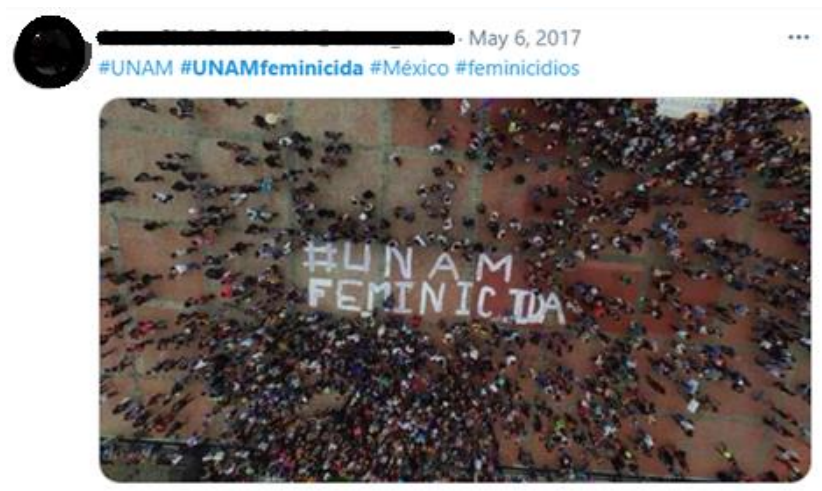 · May 6, 2017
#UNAM #UNAMfeminicida #México #feminicidios
#UNAM
FEMINICIDA